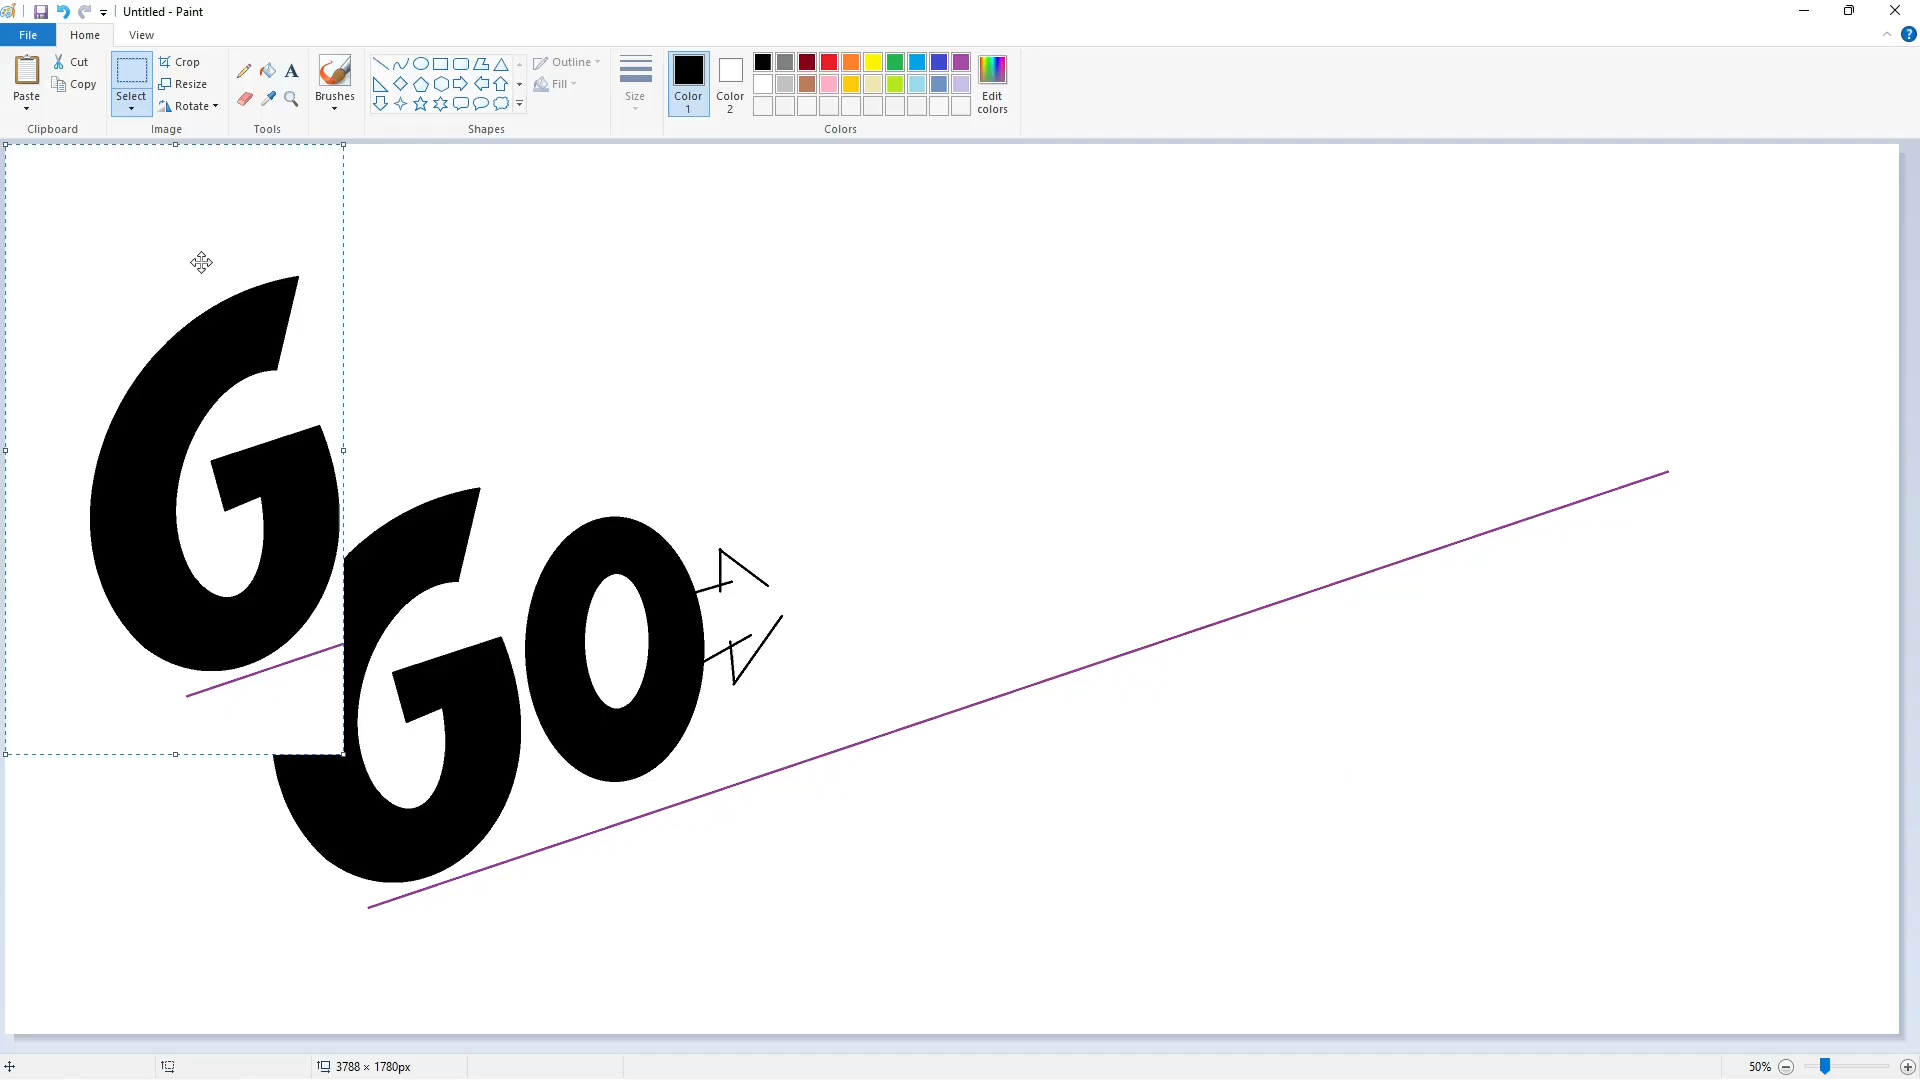 Untitled - Paint
File Home View
Paste
Cut
Copy
Clipboard
Select
Crop
Resize
Rotate
Image
A
Tools
Brushes
Shapes
Outline
Fill
Size
Color 1
Color 2
Edit colors
Colors
G
GO
3788 × 1780px
50%